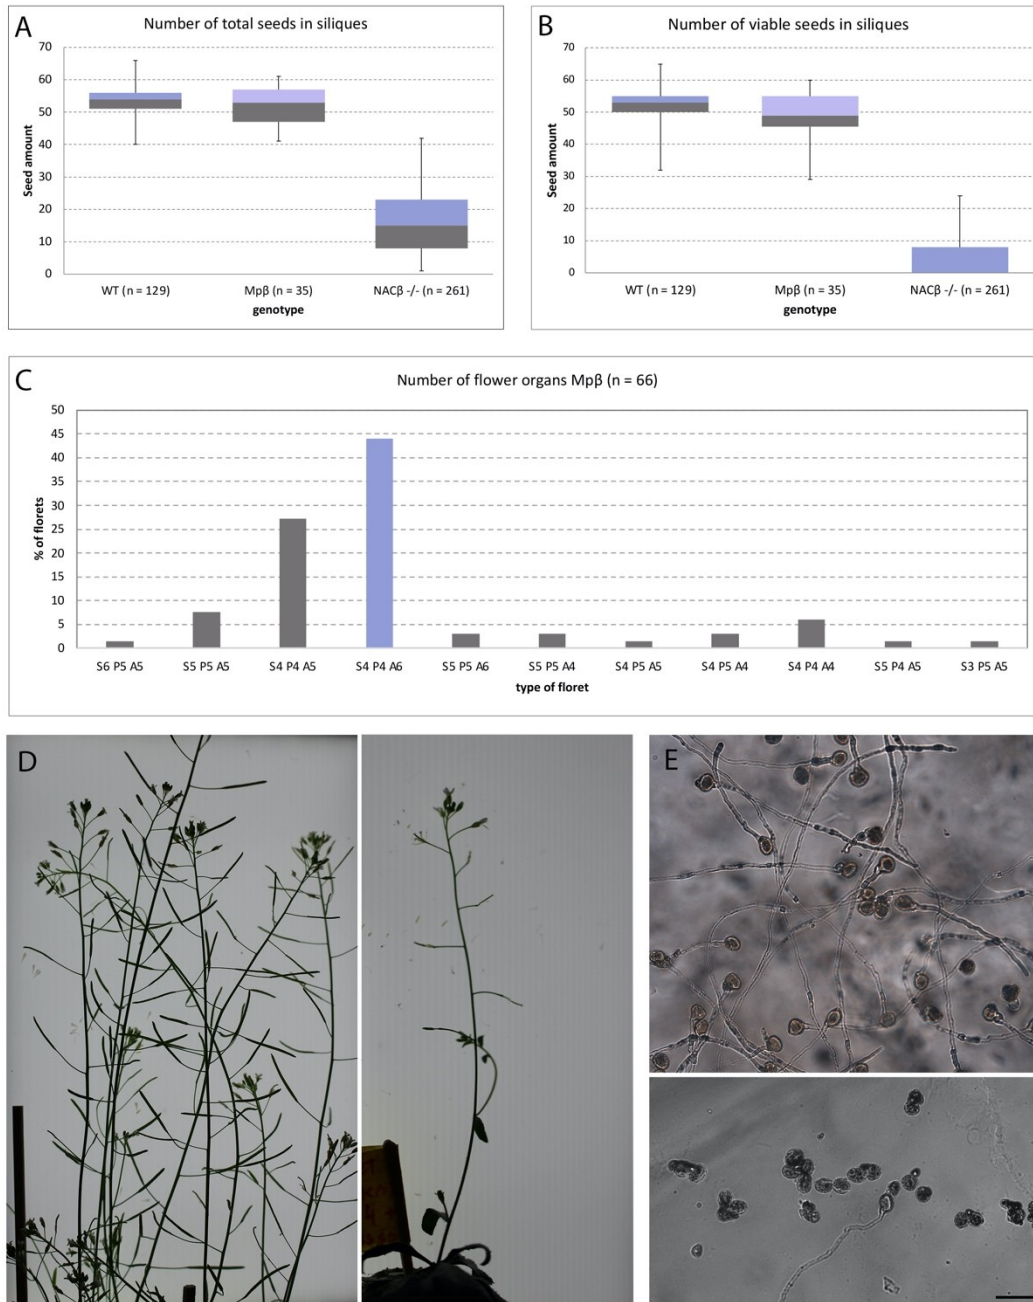 A
Number of total seeds in siliques
70
60
50
40
30
20
10
0
Seed amount
WT (n = 129)
Mpβ (n = 35)
NACβ -/- (n = 261)
genotype
B
Number of viable seeds in siliques
70
60
50
40
30
20
10
0
Seed amount
WT (n = 129)
Mpβ (n = 35)
NACβ -/- (n = 261)
genotype
C
Number of flower organs Mpβ (n = 66)
50
45
40
35
30
25
20
15
10
5
0
% of florets
S6 P5 A5
S5 P5 A5
S4 P4 A5
S4 P4 A6
S5 P5 A6
S5 P5 A4
S4 P5 A5
S4 P5 A4
S4 P4 A4
S5 P4 A5
S3 P5 A5
type of floret
D
E